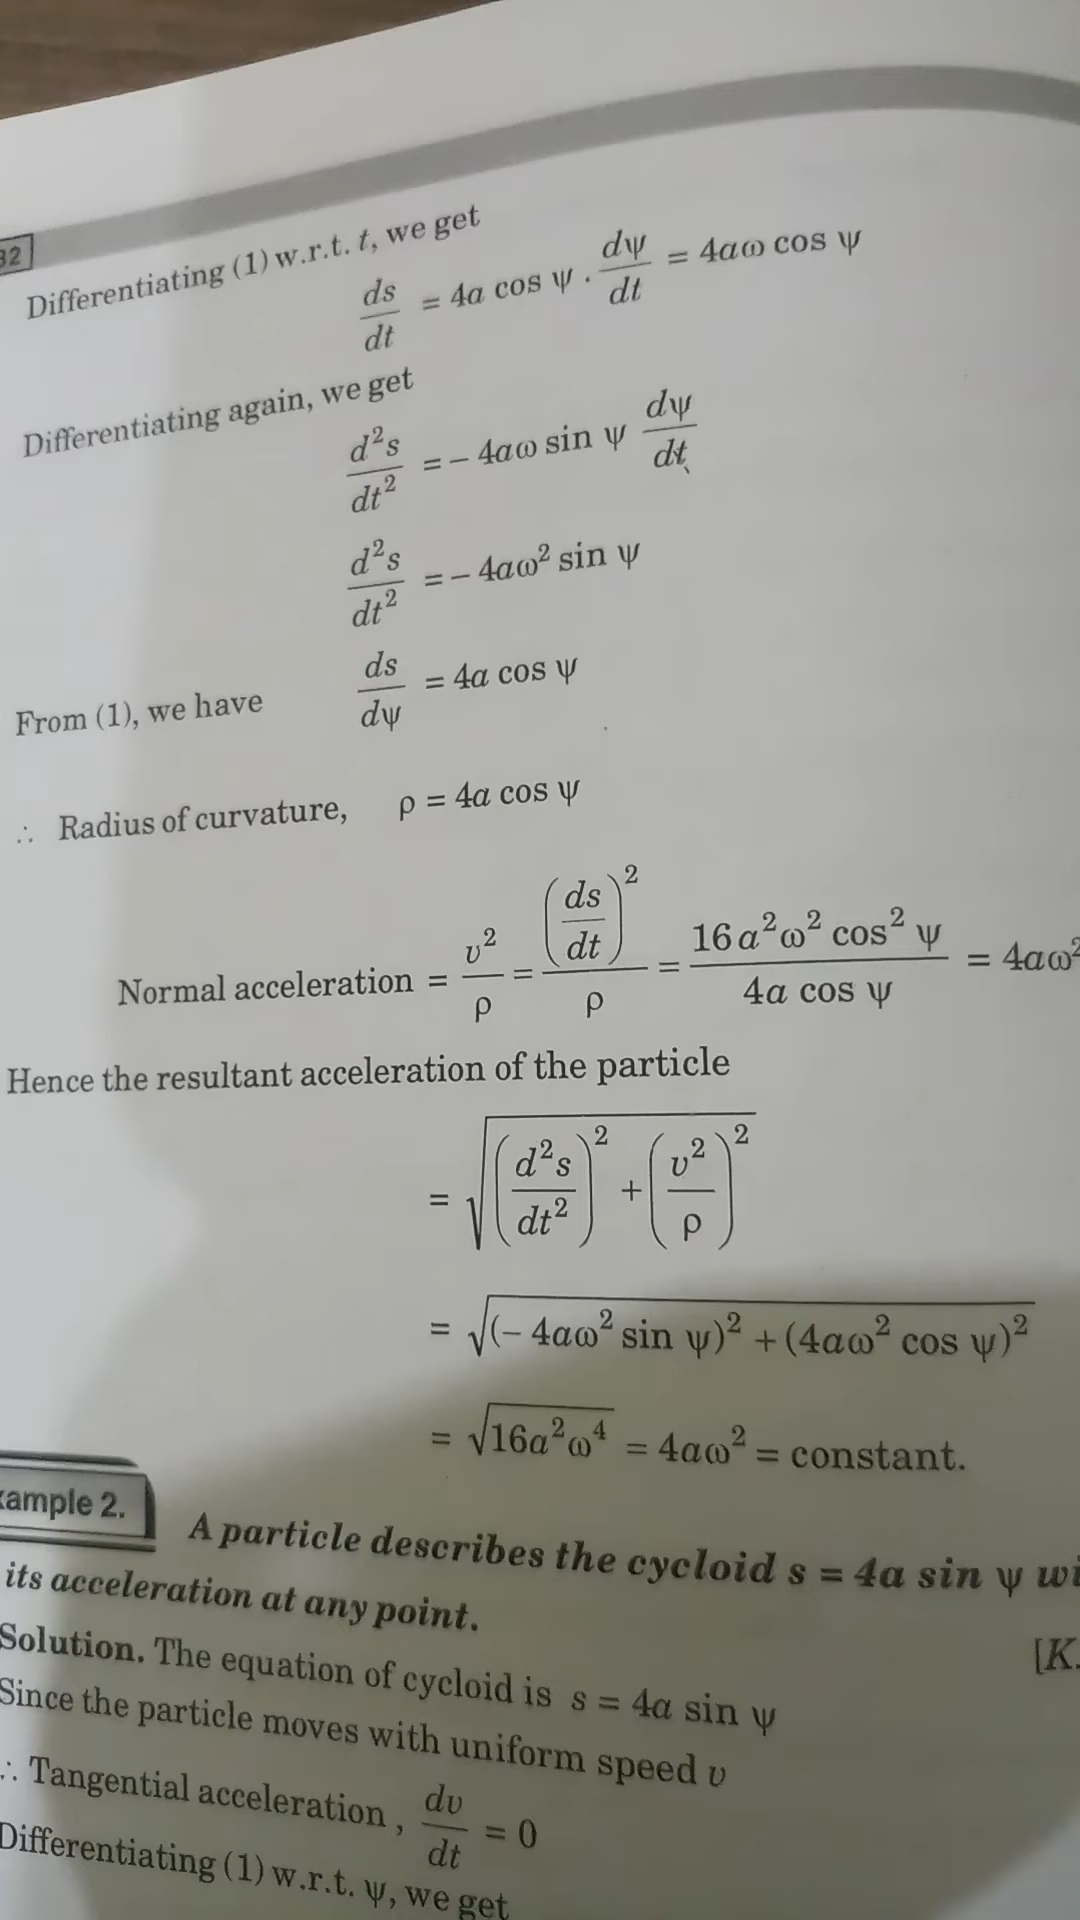 32
Differentiating (1) w.r.t. t, we get
ds/dt = 4a cos ψ . dψ/dt = 4aω cos ψ
Differentiating again, we get
d²s/dt² = – 4aω sin ψ dψ/dt
d²s/dt² = – 4aω² sin ψ
From (1), we have ds/dψ = 4a cos ψ
∴ Radius of curvature, ρ = 4a cos ψ
Normal acceleration = v²/ρ = (ds/dt)²/ρ = 16a²ω² cos² ψ/4a cos ψ = 4aω²
Hence the resultant acceleration of the particle
= √((d²s/dt²)² + (v²/ρ)²)
= √((– 4aω² sin ψ)² + (4aω² cos ψ)²)
= √(16a²ω⁴) = 4aω² = constant.
xample 2. A particle describes the cycloid s = 4a sin ψ wi
its acceleration at any point.
[K.
Solution. The equation of cycloid is s = 4a sin ψ
Since the particle moves with uniform speed v
∴ Tangential acceleration, dv/dt = 0
Differentiating (1) w.r.t. ψ, we get